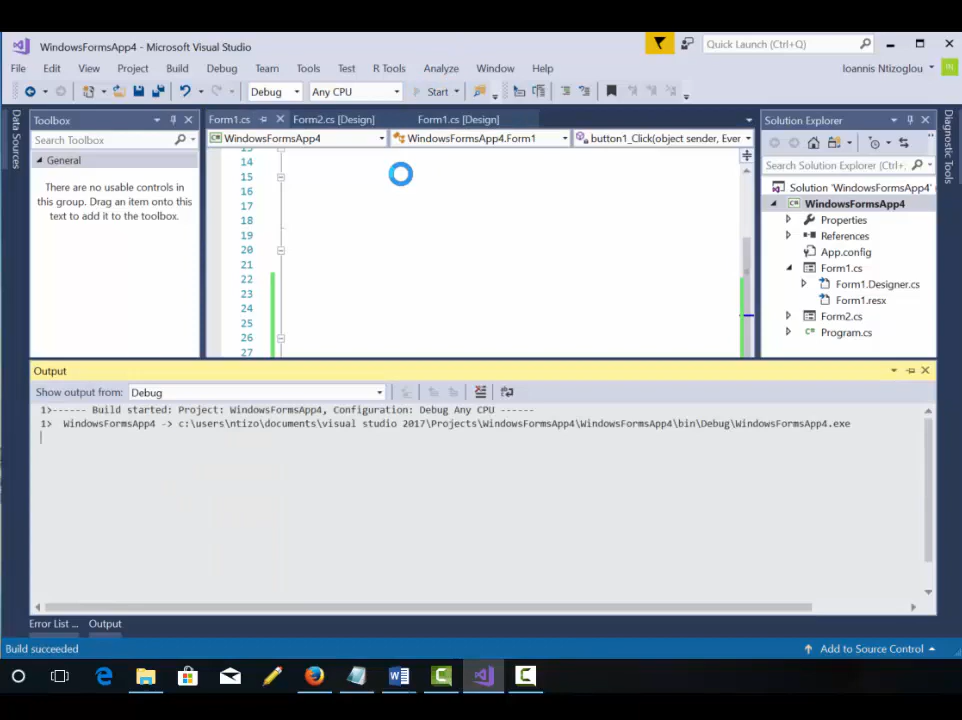 WindowsFormsApp4 - Microsoft Visual Studio
Quick Launch (Ctrl+Q)
File Edit View Project Build Debug Team Tools Test R Tools Analyze Window Help
Ioannis Ntizoglou
IN
Debug Any CPU Start
Data Sources
Toolbox
Search Toolbox
General
There are no usable controls in
this group. Drag an item onto this
text to add it to the toolbox.
Form1.cs Form2.cs [Design] Form1.cs [Design]
WindowsFormsApp4 WindowsFormsApp4.Form1 button1_Click(object sender, Ever
13
14
15
16
17
18
19
20
21
22
23
24
25
26
27
Solution Explorer
Search Solution Explorer (Ctrl+,
Solution 'WindowsFormsApp4'
WindowsFormsApp4
Properties
References
App.config
Form1.cs
Form1.Designer.cs
Form1.resx
Form2.cs
C# Program.cs
Diagnostic Tools
Output
Show output from: Debug
1>------ Build started: Project: WindowsFormsApp4, Configuration: Debug Any CPU ------
1> WindowsFormsApp4 -> c:\users\ntizo\documents\visual studio 2017\Projects\WindowsFormsApp4\WindowsFormsApp4\bin\Debug\WindowsFormsApp4.exe
Error List ... Output
Build succeeded
Add to Source Control